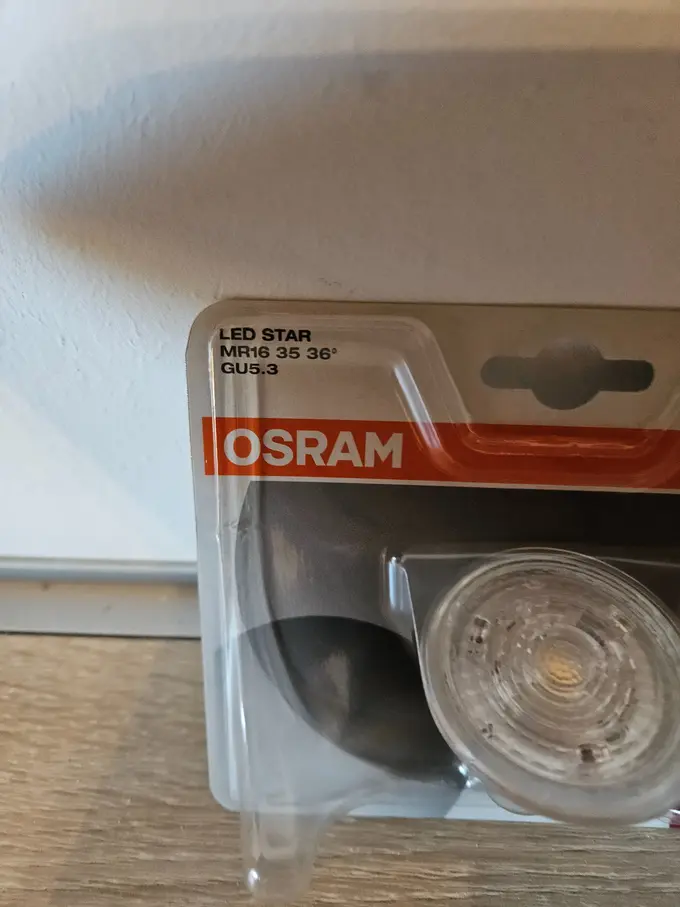 LED STAR
MR16 35 36°
GU5.3
OSRAM